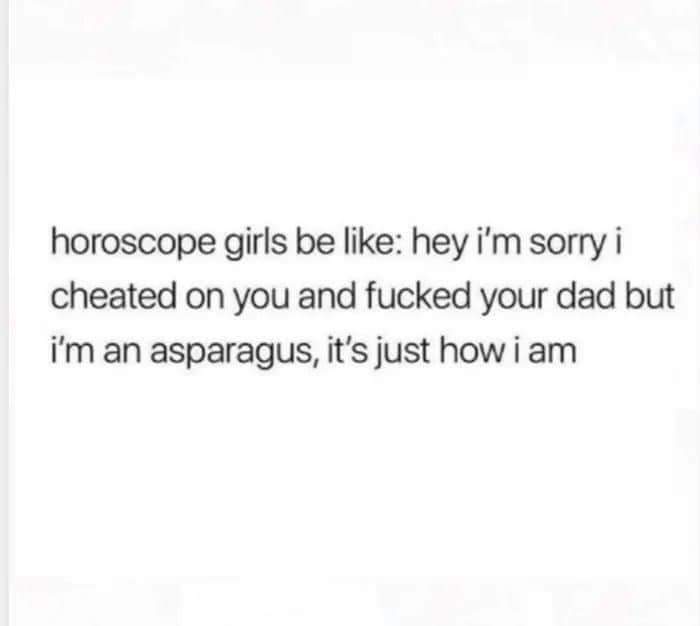 horoscope girls be like: hey i'm sorry i
cheated on you and fucked your dad but
i'm an asparagus, it's just how i am